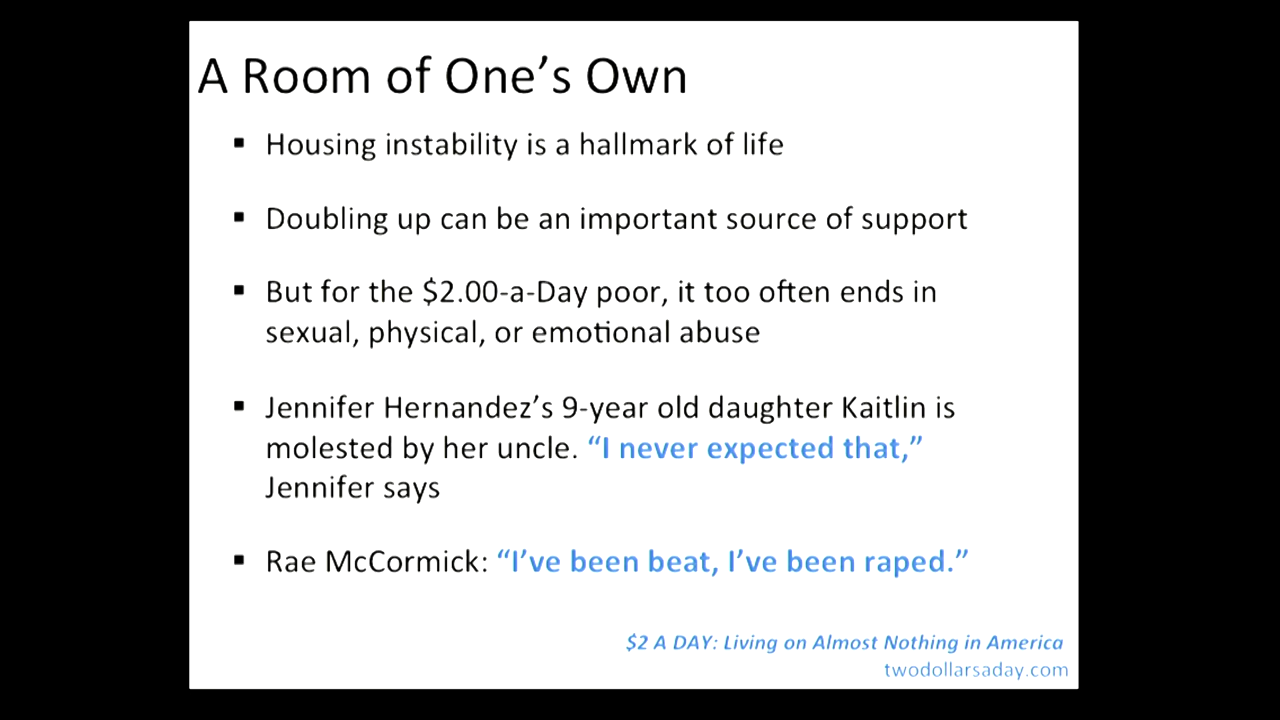 A Room of One’s Own
▪ Housing instability is a hallmark of life
▪ Doubling up can be an important source of support
▪ But for the $2.00-a-Day poor, it too often ends in
sexual, physical, or emotional abuse
▪ Jennifer Hernandez’s 9-year old daughter Kaitlin is
molested by her uncle. “I never expected that,”
Jennifer says
▪ Rae McCormick: “I’ve been beat, I’ve been raped.”
$2 A DAY: Living on Almost Nothing in America
twodollarsaday.com